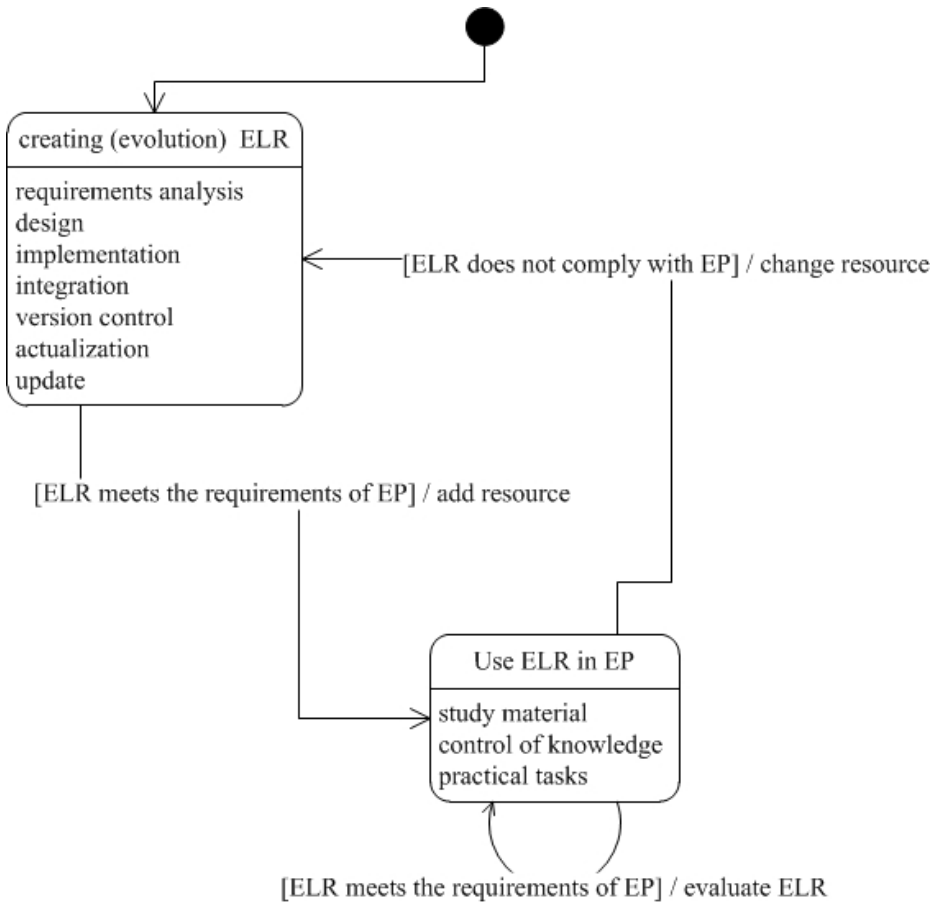 creating (evolution) ELR
requirements analysis
design
implementation
integration
version control
actualization
update
[ELR does not comply with EP] / change resource
[ELR meets the requirements of EP] / add resource
Use ELR in EP
study material
control of knowledge
practical tasks
[ELR meets the requirements of EP] / evaluate ELR